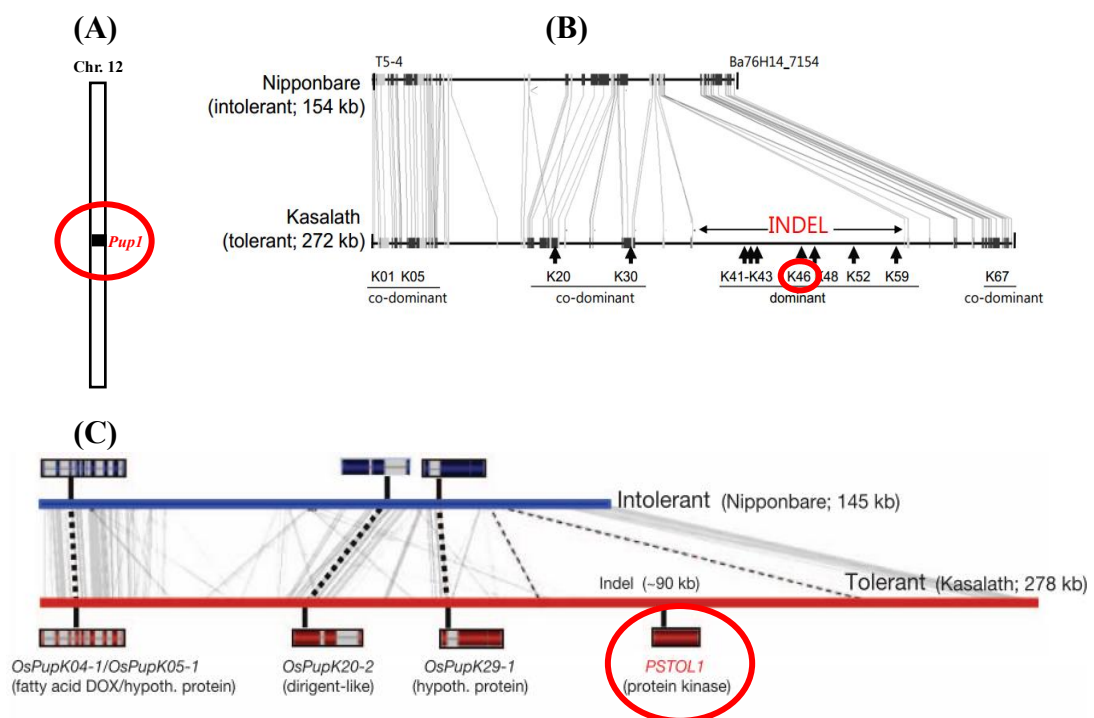 (A)
Chr. 12
Pup1
(B)
T5-4
Ba76H14_7154
Nipponbare
(intolerant; 154 kb)
Kasalath
(tolerant; 272 kb)
INDEL
K01 K05
K20
K30
K41-K43
K46
K48
K52
K59
K67
co-dominant
co-dominant
dominant
co-dominant
(C)
Intolerant (Nipponbare; 145 kb)
Indel (~90 kb)
Tolerant (Kasalath; 278 kb)
OsPupK04-1/OsPupK05-1
(fatty acid DOX/hypoth. protein)
OsPupK20-2
(dirigent-like)
OsPupK29-1
(hypoth. protein)
PSTOL1
(protein kinase)